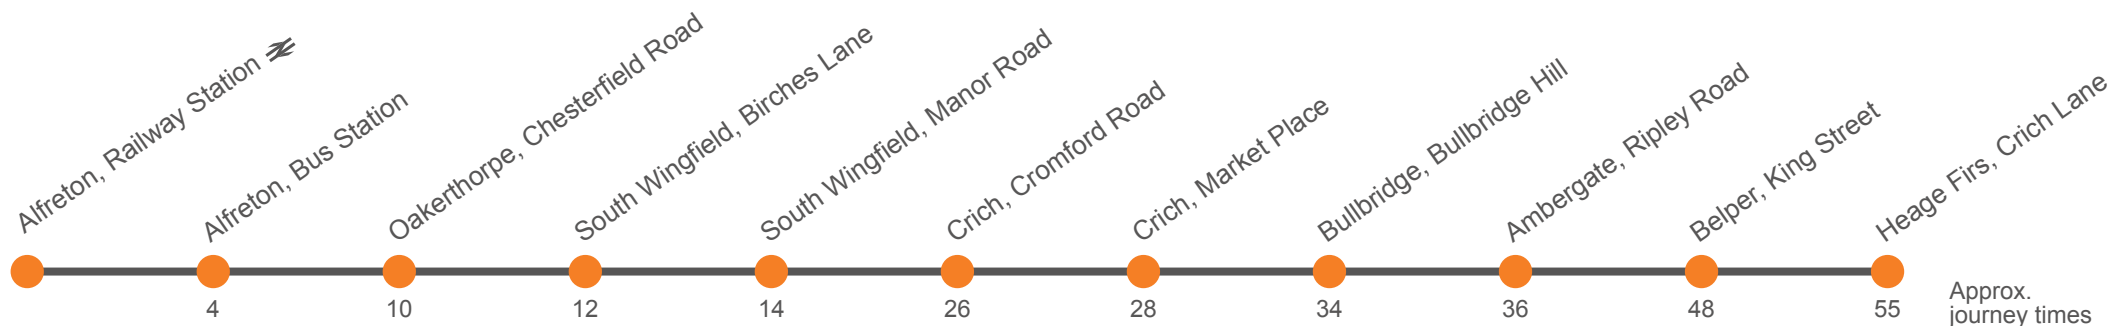 Alfreton, Railway Station
Alfreton, Bus Station
Oakerthorpe, Chesterfield Road
South Wingfield, Birches Lane
South Wingfield, Manor Road
Crich, Cromford Road
Crich, Market Place
Bullbridge, Bullbridge Hill
Ambergate, Ripley Road
Belper, King Street
Heage Firs, Crich Lane
4
10
12
14
26
28
34
36
48
55
Approx.
journey times